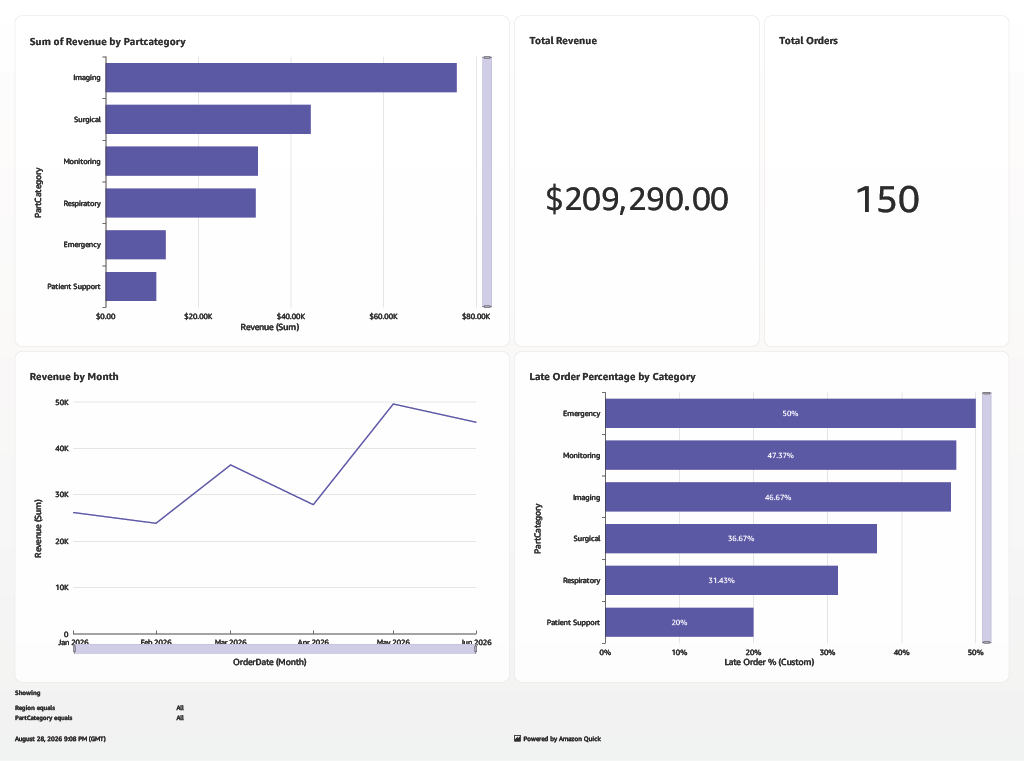 Sum of Revenue by Partcategory
PartCategory
Imaging
Surgical
Monitoring
Respiratory
Emergency
Patient Support
$0.00 $20.00K $40.00K $60.00K $80.00K
Revenue (Sum)
Total Revenue
$209,290.00
Total Orders
150
Revenue by Month
Revenue (Sum)
50K
40K
30K
20K
10K
0
Jan 2026 Feb 2026 Mar 2026 Apr 2026 May 2026 Jun 2026
OrderDate (Month)
Late Order Percentage by Category
PartCategory
Emergency 50%
Monitoring 47.37%
Imaging 46.67%
Surgical 36.67%
Respiratory 31.43%
Patient Support 20%
0% 10% 20% 30% 40% 50%
Late Order % (Custom)
Showing
Region equals All
PartCategory equals All
August 28, 2026 9:08 PM (GMT)
Powered by Amazon Quick